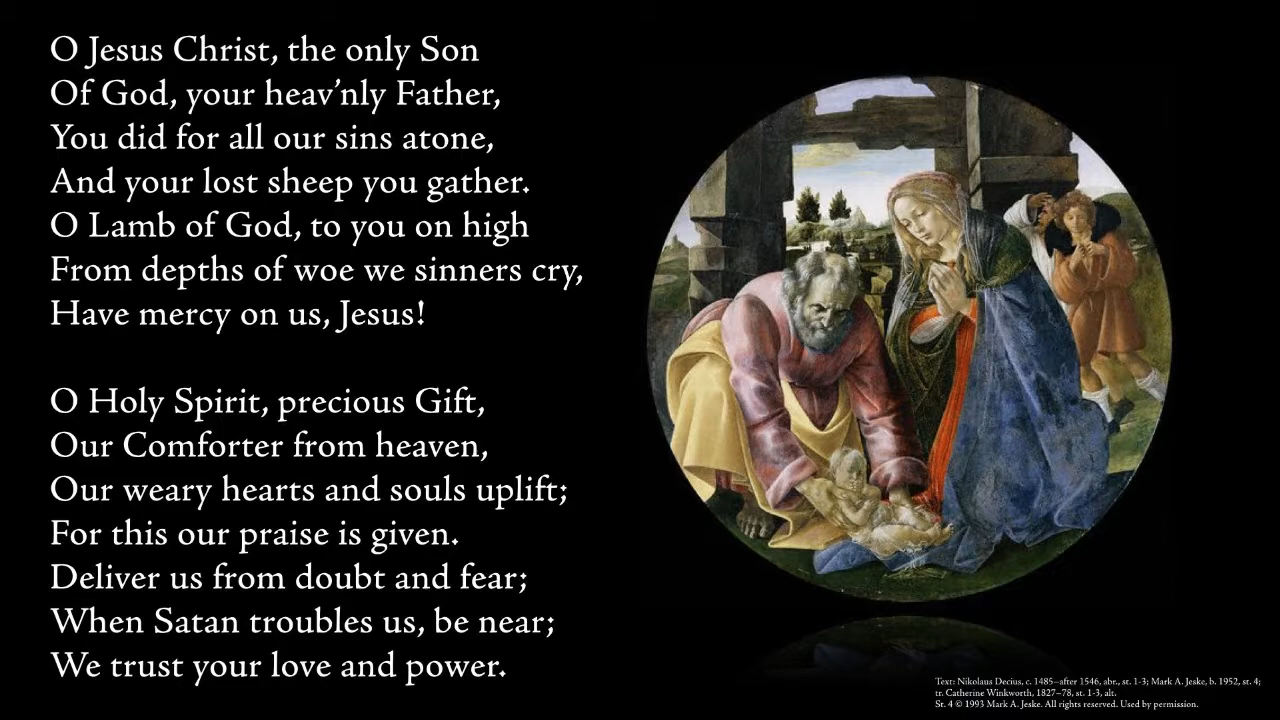 O Jesus Christ, the only Son
Of God, your heav’nly Father,
You did for all our sins atone,
And your lost sheep you gather.
O Lamb of God, to you on high
From depths of woe we sinners cry,
Have mercy on us, Jesus!
O Holy Spirit, precious Gift,
Our Comforter from heaven,
Our weary hearts and souls uplift;
For this our praise is given.
Deliver us from doubt and fear;
When Satan troubles us, be near;
We trust your love and power.
Text: Nikolaus Decius, c. 1485–after 1546, abr., st. 1-3; Mark A. Jeske, b. 1952, st. 4;
tr. Catherine Winkworth, 1827–78, st. 1-3, alt.
St. 4 © 1993 Mark A. Jeske. All rights reserved. Used by permission.